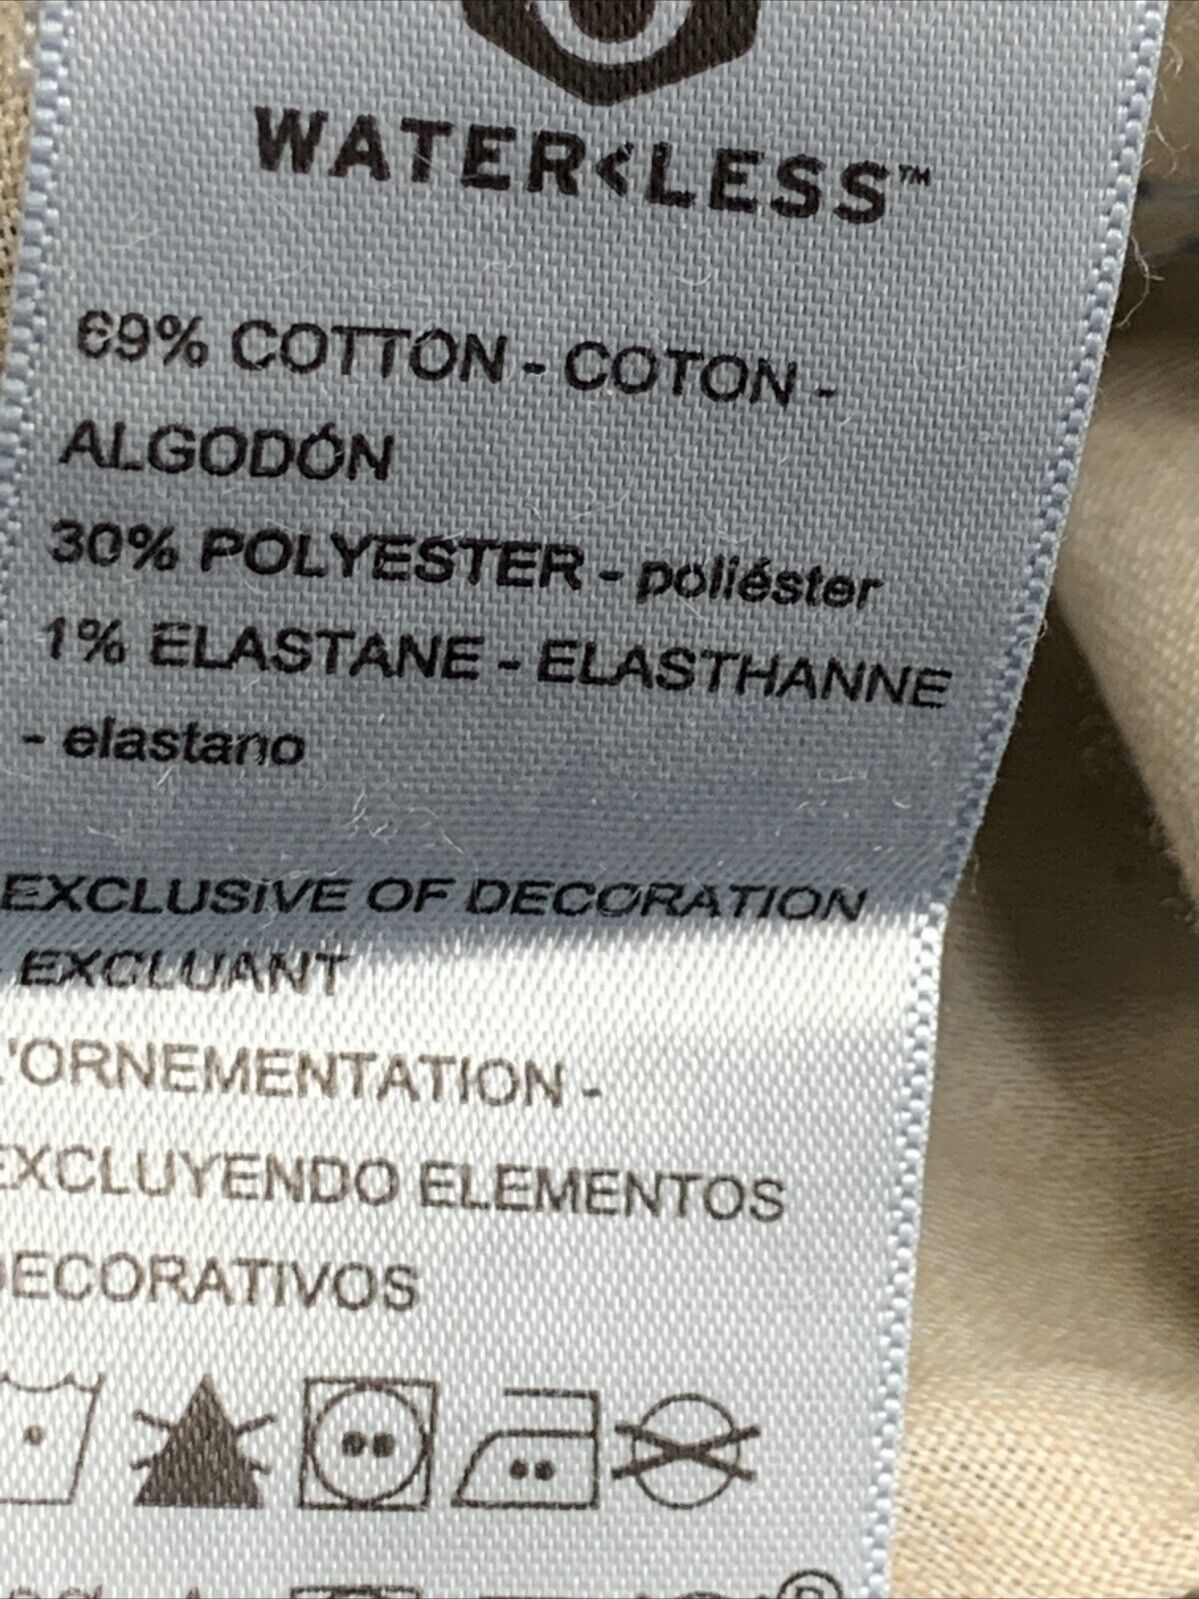 WATER<LESS™
69% COTTON - COTON -
ALGODÓN
30% POLYESTER - poliéster
1% ELASTANE - ELASTHANNE
- elastano
EXCLUSIVE OF DECORATION
- EXCLUANT
L'ORNEMENTATION -
EXCLUYENDO ELEMENTOS
DECORATIVOS